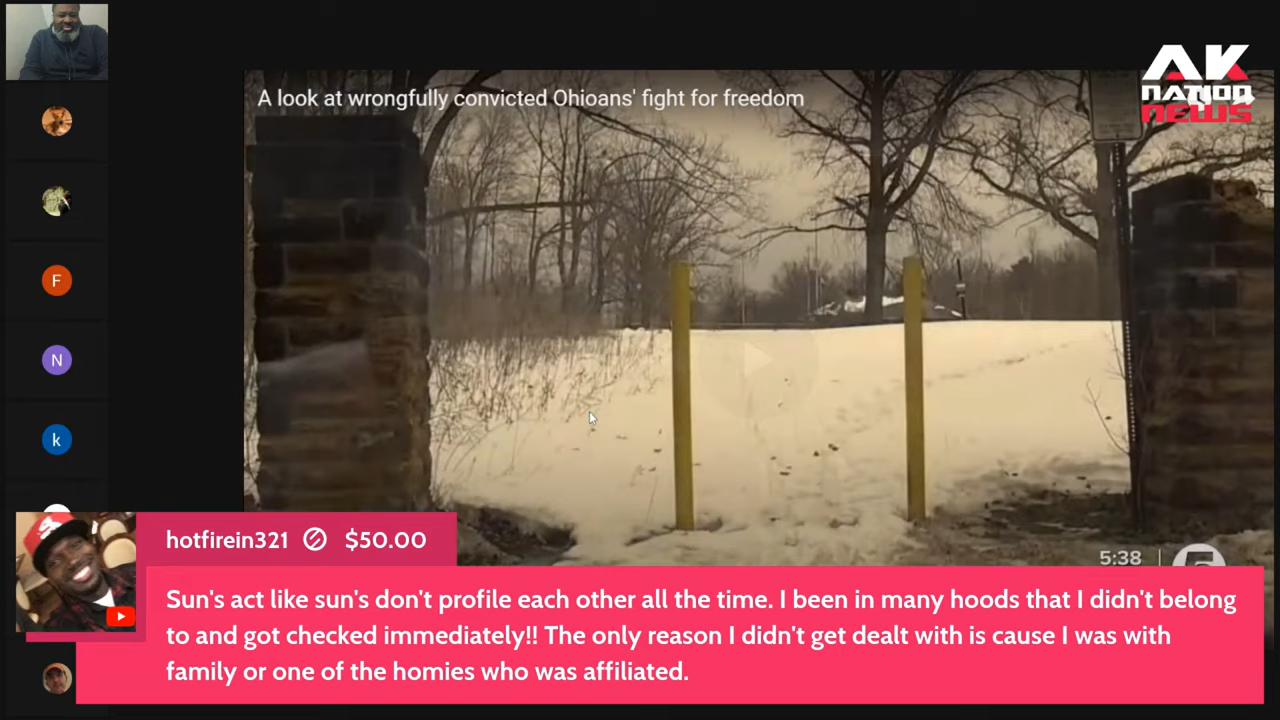 A look at wrongfully convicted Ohioans' fight for freedom
AK
NATION
NEWS
F
N
k
5:38
hotfirein321 $50.00
Sun's act like sun's don't profile each other all the time. I been in many hoods that I didn't belong
to and got checked immediately!! The only reason I didn't get dealt with is cause I was with
family or one of the homies who was affiliated.